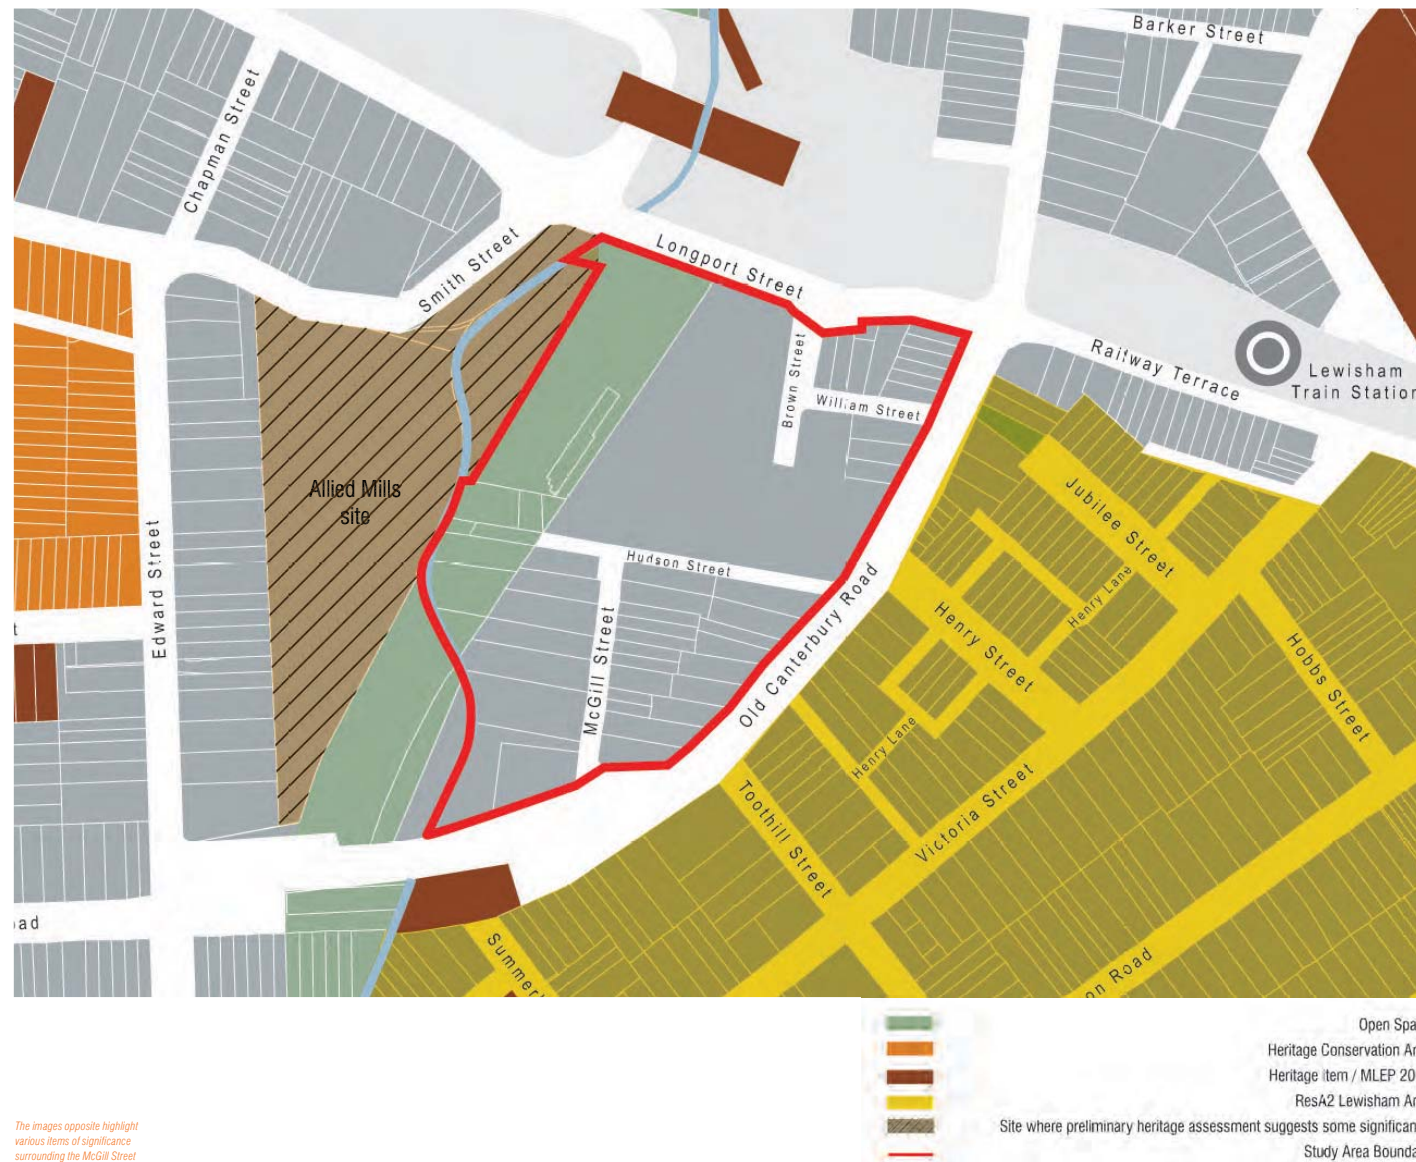 Barker Street
Chapman Street
Smith Street
Longport Street
Railway Terrace
Lewisham
Train Station
Brown Street
William Street
Allied Mills
site
Jubilee Street
Edward Street
Hudson Street
Henry Lane
McGill Street
Old Canterbury Road
Henry Street
Hobbs Street
t
Henry Lane
Victoria Street
Toothill Street
oad
Summer
on Road
Open Spa
Heritage Conservation Ar
Heritage Item / MLEP 20
ResA2 Lewisham Ar
Site where preliminary heritage assessment suggests some significan
Study Area Bounda
The images opposite highlight
various items of significance
surrounding the McGill Street